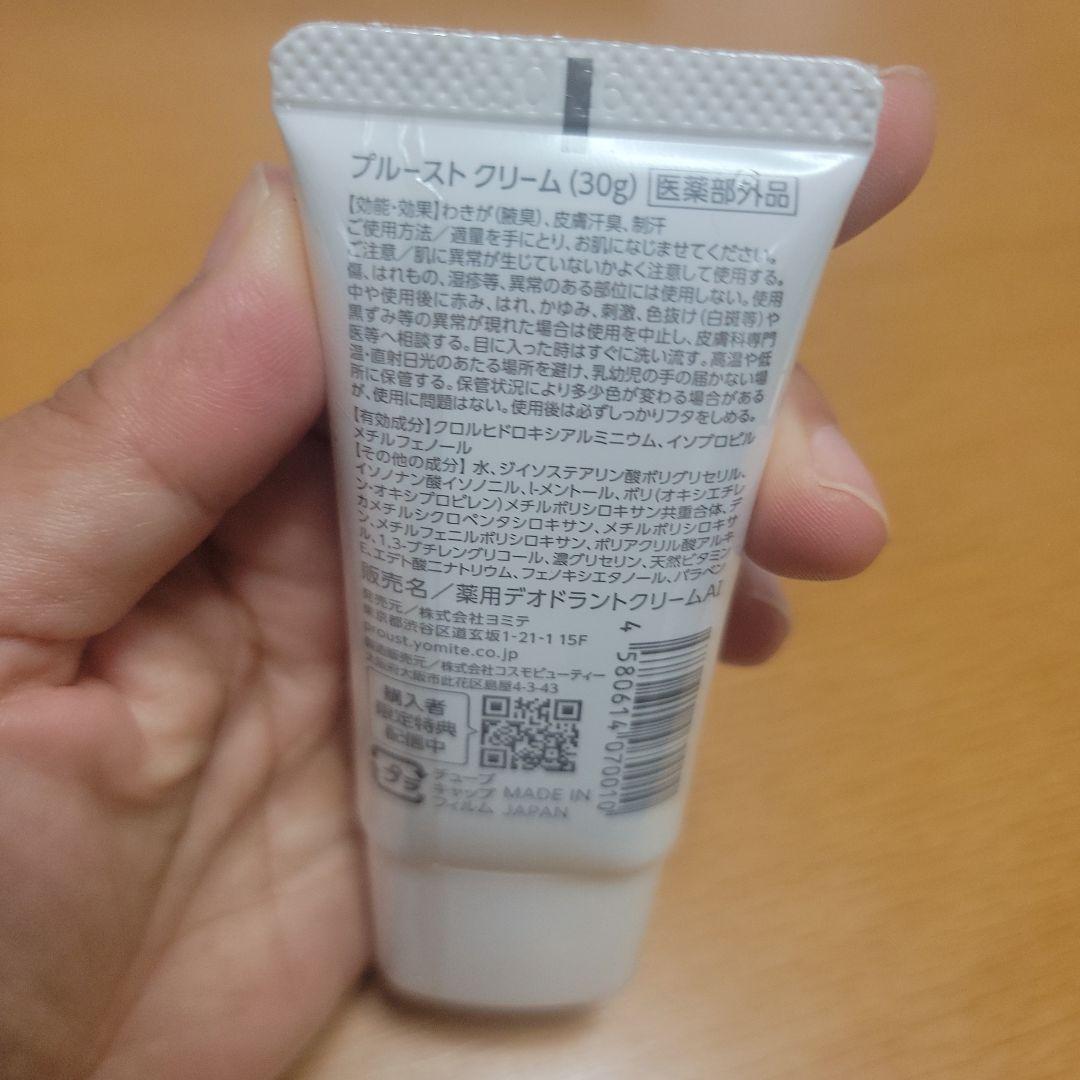 プルースト クリーム (30g) 医薬部外品
【効能・効果】わきが(腋臭)、皮膚汗臭、制汗
ご使用方法／適量を手にとり、お肌になじませてください。
ご注意／肌に異常が生じていないかよく注意して使用する。
傷、はれもの、湿疹等、異常のある部位には使用しない。使用
中や使用後に赤み、はれ、かゆみ、刺激、色抜け(白斑等)や
黒ずみ等の異常が現れた場合は使用を中止し、皮膚科専門
医等へ相談する。目に入った時はすぐに洗い流す。高温や低
温・直射日光のあたる場所を避け、乳幼児の手の届かない場
所に保管する。保管状況により多少色が変わる場合がある
が、使用に問題はない。使用後は必ずしっかりフタをしめる。
【有効成分】クロルヒドロキシアルミニウム、イソプロピル
メチルフェノール
【その他の成分】水、ジイソステアリン酸ポリグリセリル、
イソノナン酸イソノニル、l-メントール、ポリ(オキシエチレ
ン・オキシプロピレン)メチルポリシロキサン共重合体、デ
カメチルシクロペンタシロキサン、メチルポリシロキサ
ン、メチルフェニルポリシロキサン、ポリアクリル酸アルキ
ル、1,3-ブチレングリコール、濃グリセリン、天然ビタミン
E、エデト酸二ナトリウム、フェノキシエタノール、パラベン
販売名／薬用デオドラントクリームAI
発売元／株式会社ヨミテ
東京都渋谷区道玄坂1-21-1 15F
proust.yomite.co.jp
製造販売元／株式会社コスモビューティー
大阪府大阪市此花区島屋4-3-43
購入者
限定特典
配信中
プラ
チューブ
キャップ
フィルム
MADE IN
JAPAN
4 580614 070010